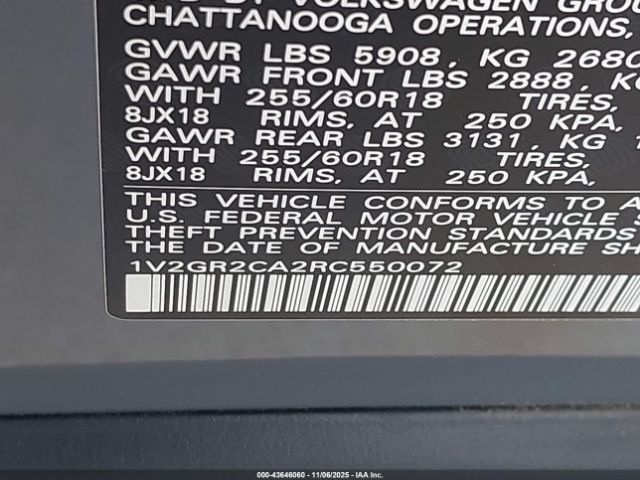 VOLKSWAGEN GROU
CHATTANOOGA OPERATIONS,
GVWR LBS 5908, KG 2680
GAWR FRONT LBS 2888, KG
WITH 255/60R18 TIRES,
8JX18 RIMS, AT 250 KPA,
GAWR REAR LBS 3131, KG 1
WITH 255/60R18 TIRES,
8JX18 RIMS, AT 250 KPA,
THIS VEHICLE CONFORMS TO A
U.S. FEDERAL MOTOR VEHICLE S
THEFT PREVENTION STANDARDS
THE DATE OF MANUFACTURE SH
1V2GR2CA2RC550072
000-43646060 - 11/06/2025 - IAA Inc.